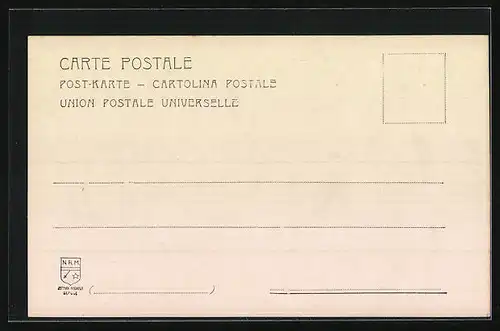 CARTE POSTALE
POST-KARTE – CARTOLINA POSTALE
UNION POSTALE UNIVERSELLE
N.R.M.
( )